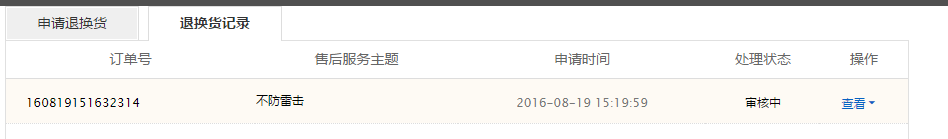 申请退换货 退换货记录
订单号 售后服务主题 申请时间 处理状态 操作
160819151632314 不防雷击 2016-08-19 15:19:59 审核中 查看